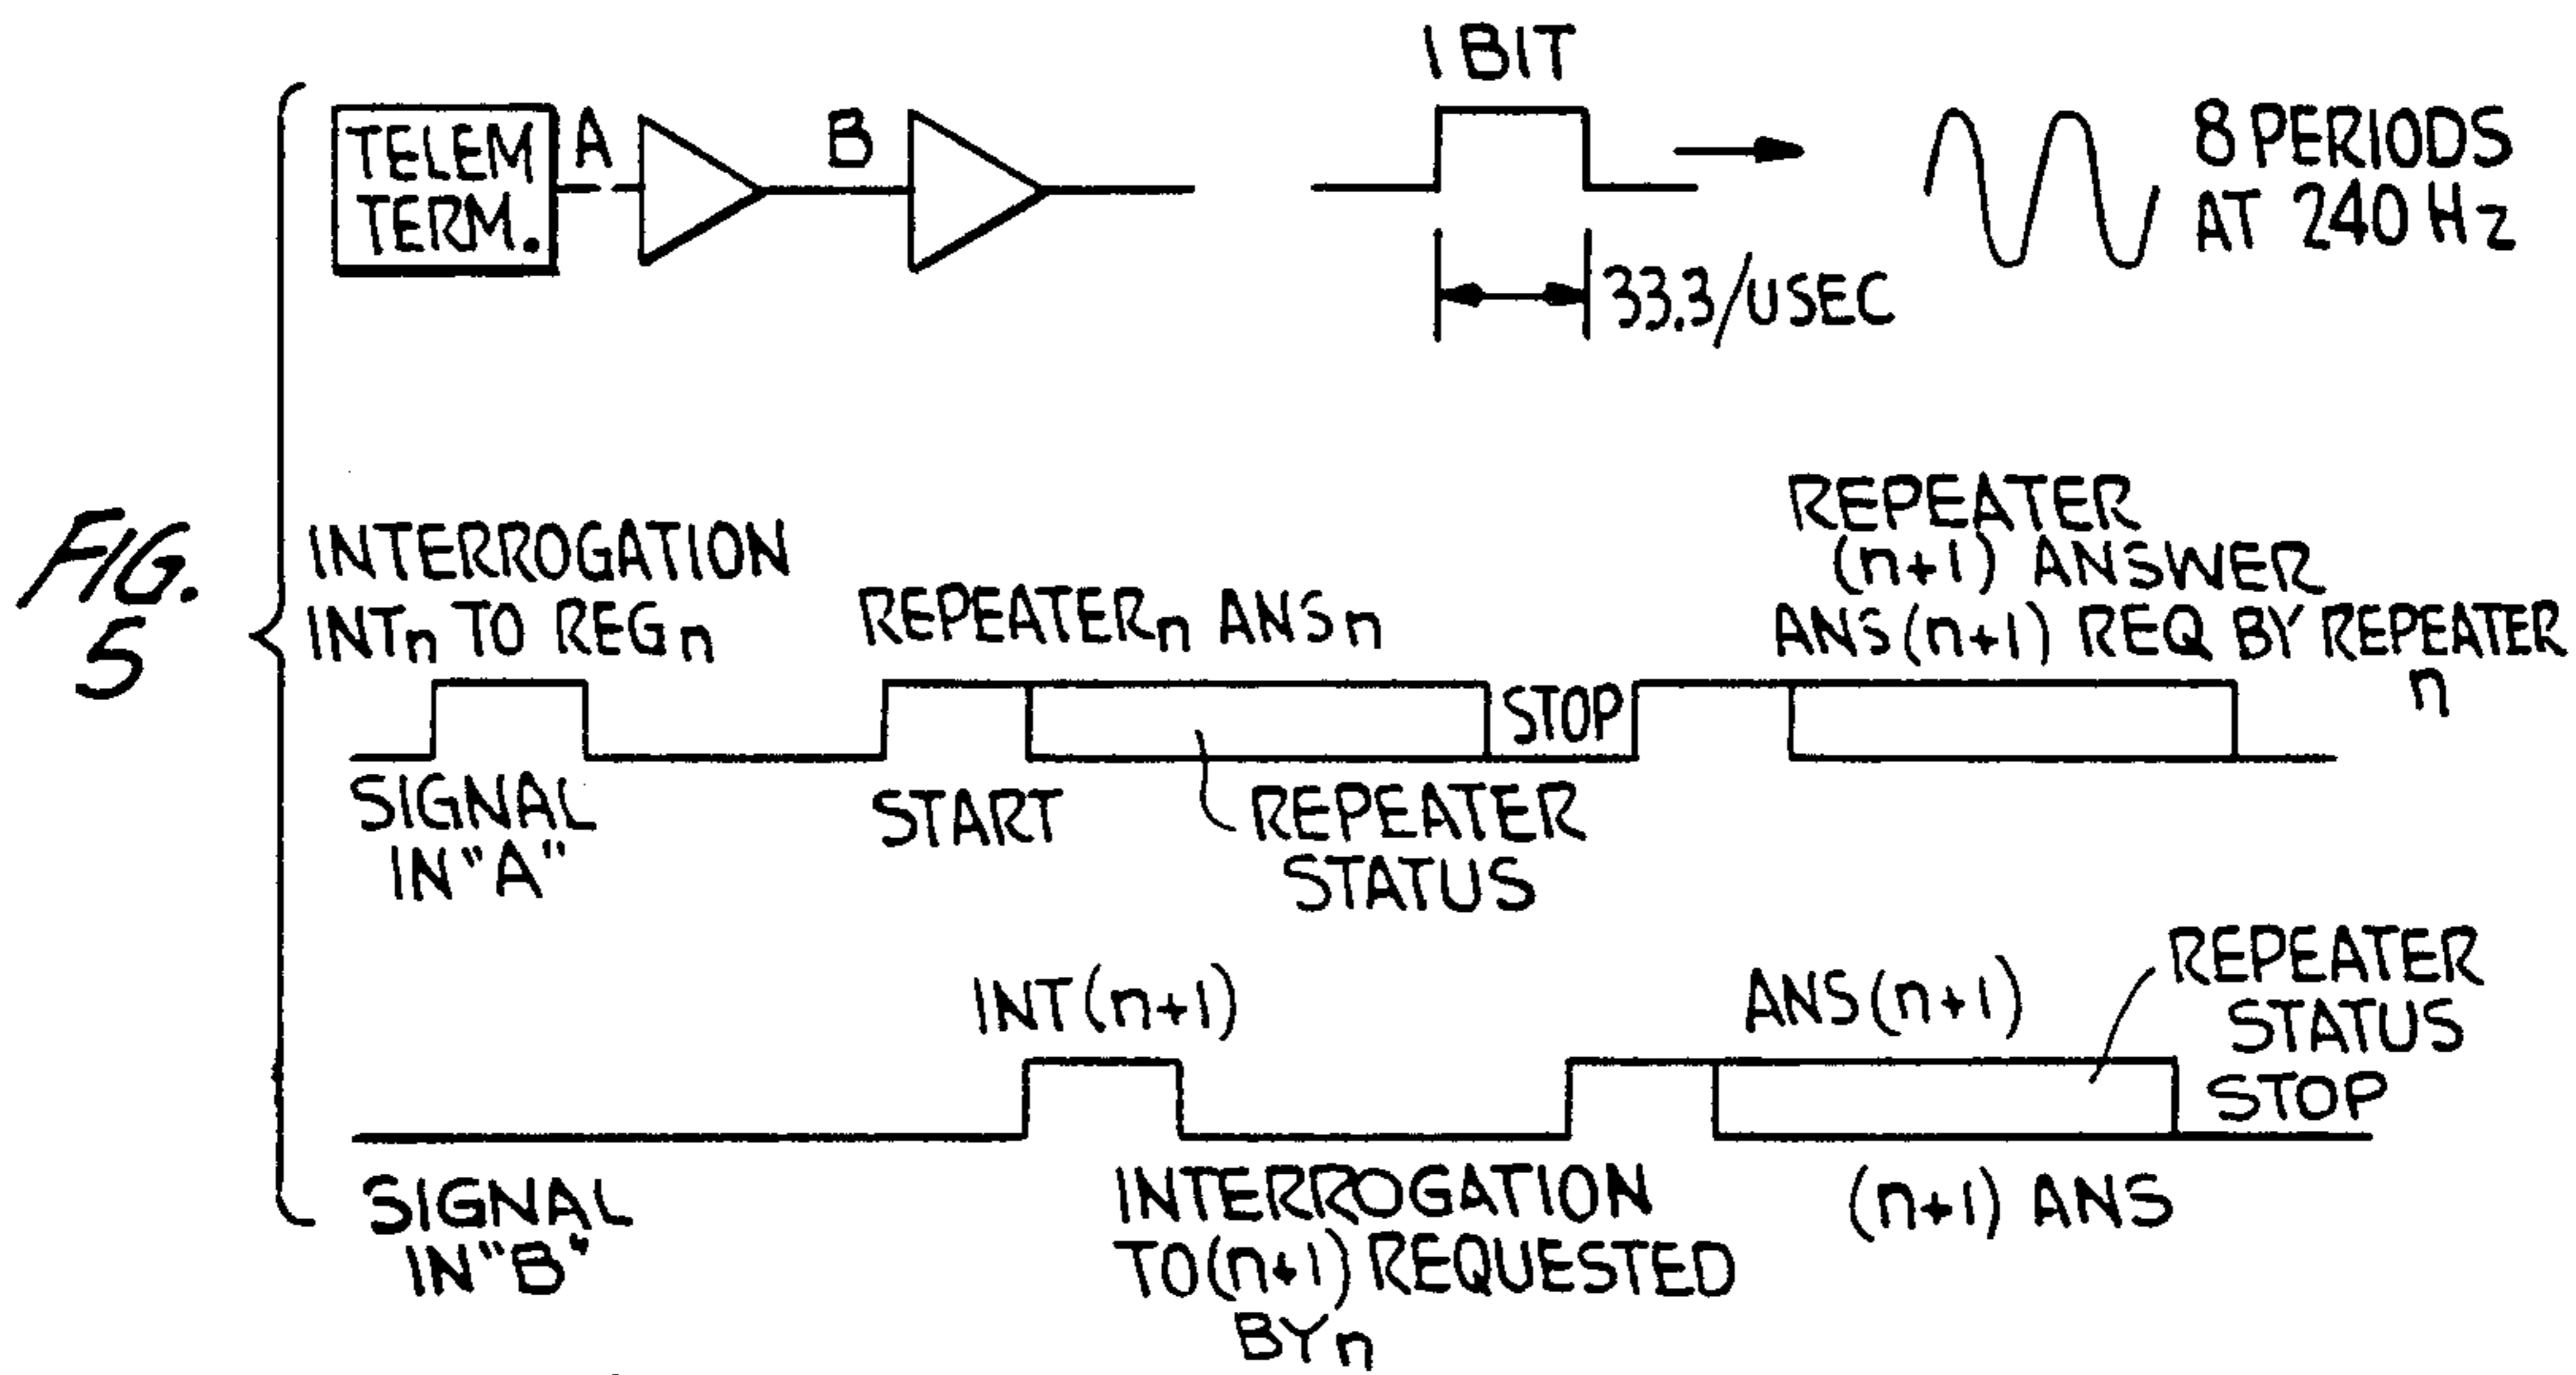 1 BIT
TELEM
TERM.
A
B
8 PERIODS
AT 240 Hz
33.3/USEC
FIG.
5
INTERROGATION
INTn TO REGn
REPEATERn ANSn
REPEATER
(n+1) ANSWER
ANS(n+1) REQ BY REPEATER
n
STOP
SIGNAL
IN "A"
START
REPEATER
STATUS
INT(n+1)
ANS(n+1)
REPEATER
STATUS
STOP
SIGNAL
IN "B"
INTERROGATION
TO(n+1) REQUESTED
BY n
(n+1) ANS